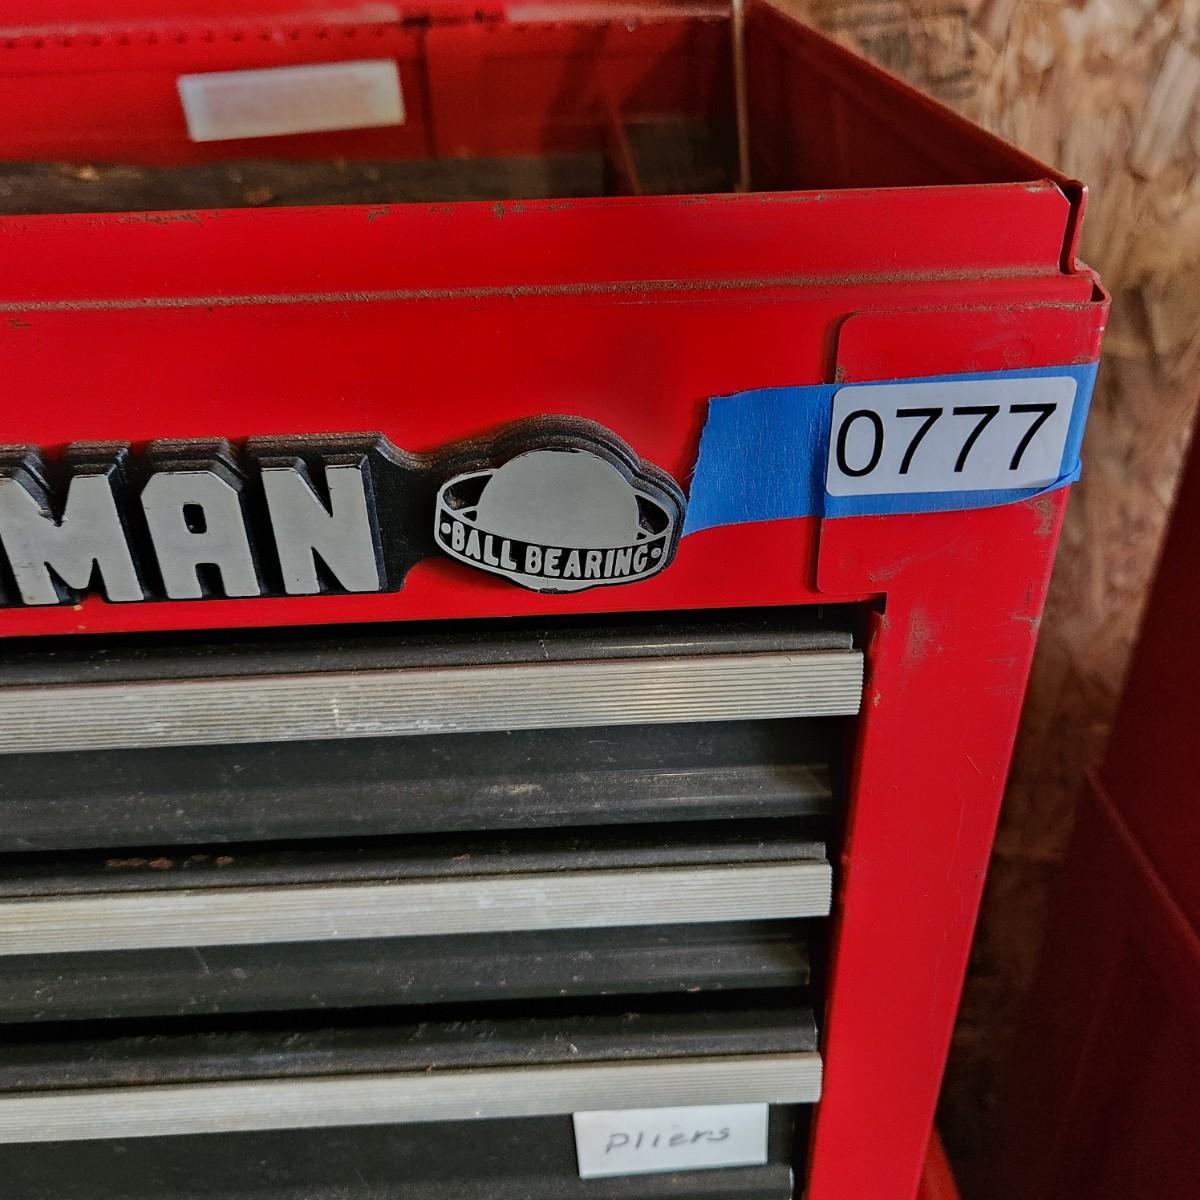 0777
MAN
•BALL BEARING•
pliers